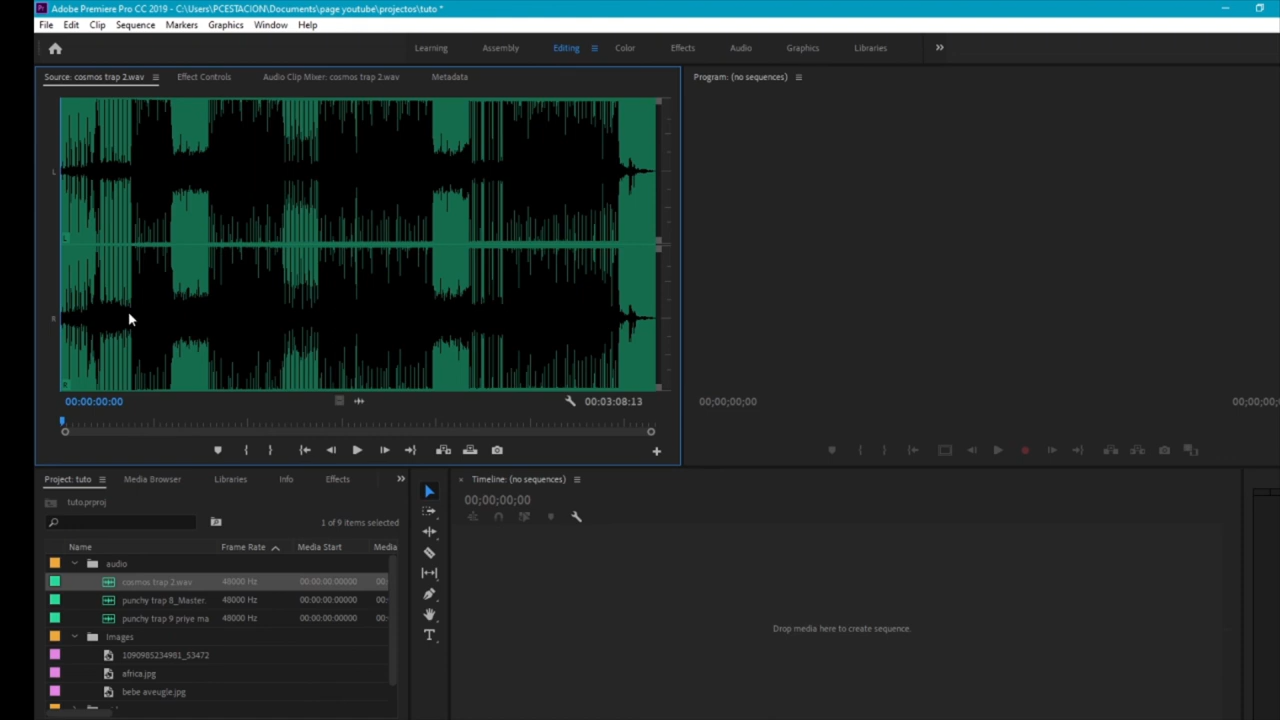 Adobe Premiere Pro CC 2019 - C:\Users\PCESTACION\Documents\page youtube\projectos\tuto *
File Edit Clip Sequence Markers Graphics Window Help
Learning Assembly Editing Color Effects Audio Graphics Libraries
Source: cosmos trap 2.wav Effect Controls Audio Clip Mixer: cosmos trap 2.wav Metadata
Program: (no sequences)
L
L
R
R
00:00:00:00 00:03:08:13
00;00;00;00 00;00;00;
Project: tuto Media Browser Libraries Info Effects
Timeline: (no sequences)
tuto.prproj
00;00;00;00
1 of 9 items selected
Name Frame Rate Media Start Media
audio
cosmos trap 2.wav 48000 Hz 00:00:00:00000 00:
punchy trap 8_Master. 48000 Hz 00:00:00:00000 00:
punchy trap 9 priye ma 48000 Hz 00:00:00:00000 00:
Images
1090985234981_53472
africa.jpg
bebe aveugle.jpg
T
Drop media here to create sequence.